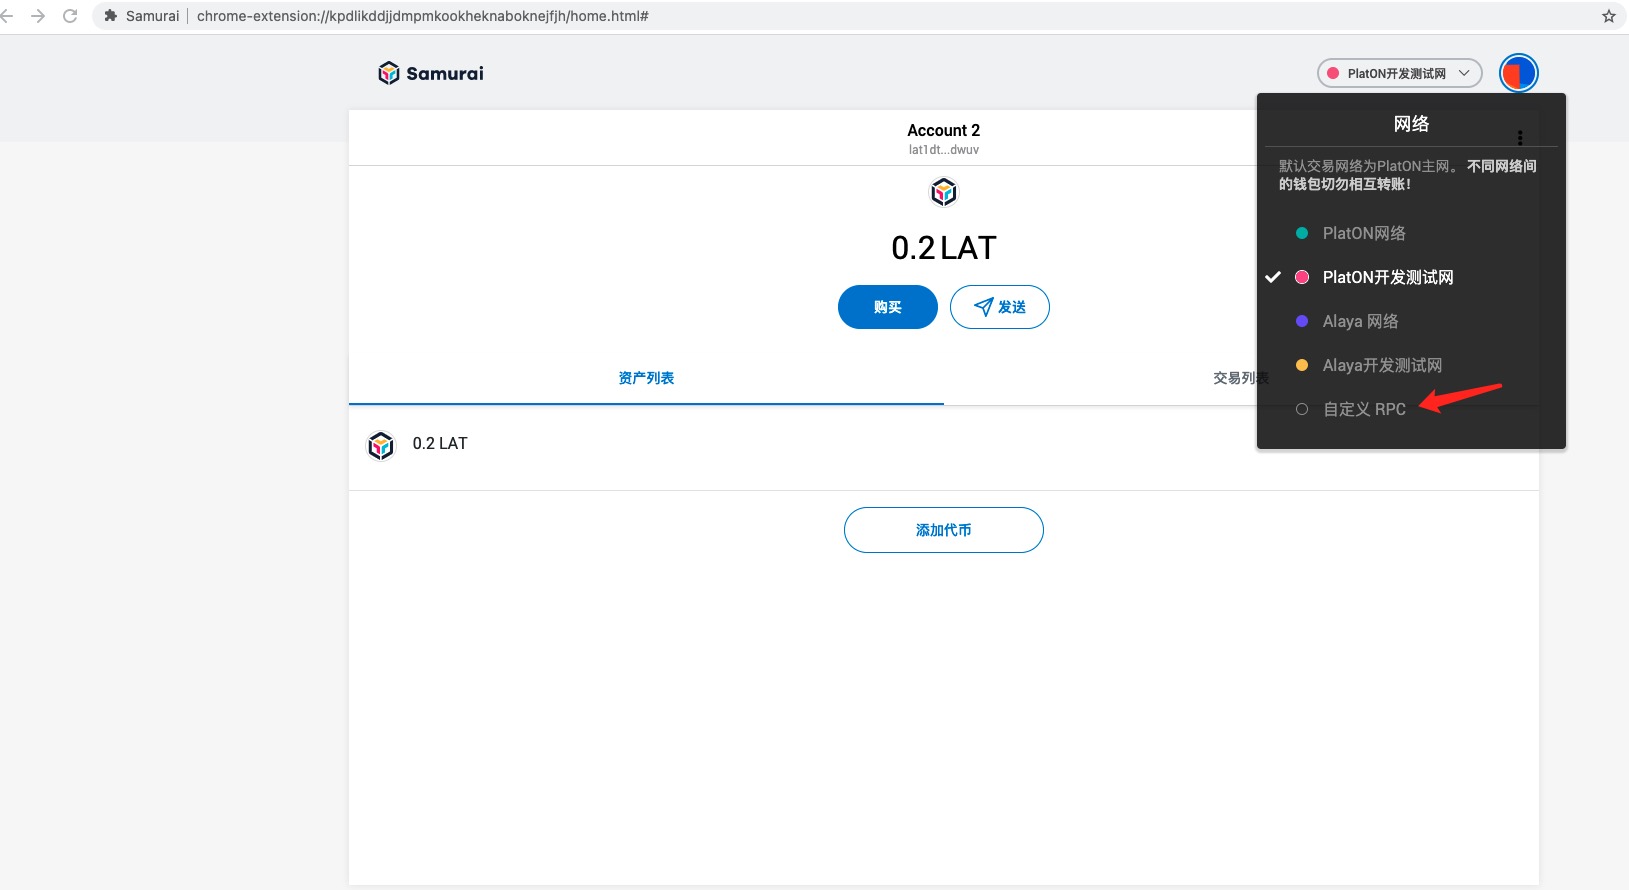 Samurai
chrome-extension://kpdlikddjjdmpmkookheknaboknejfjh/home.html#
Samurai
PlatON开发测试网
Account 2
lat1dt...dwuv
网络
默认交易网络为PlatON主网。 不同网络间
的钱包切勿相互转账!
0.2 LAT
PlatON网络
PlatON开发测试网
购买
发送
Alaya 网络
Alaya开发测试网
资产列表
交易列表
自定义 RPC
0.2 LAT
添加代币